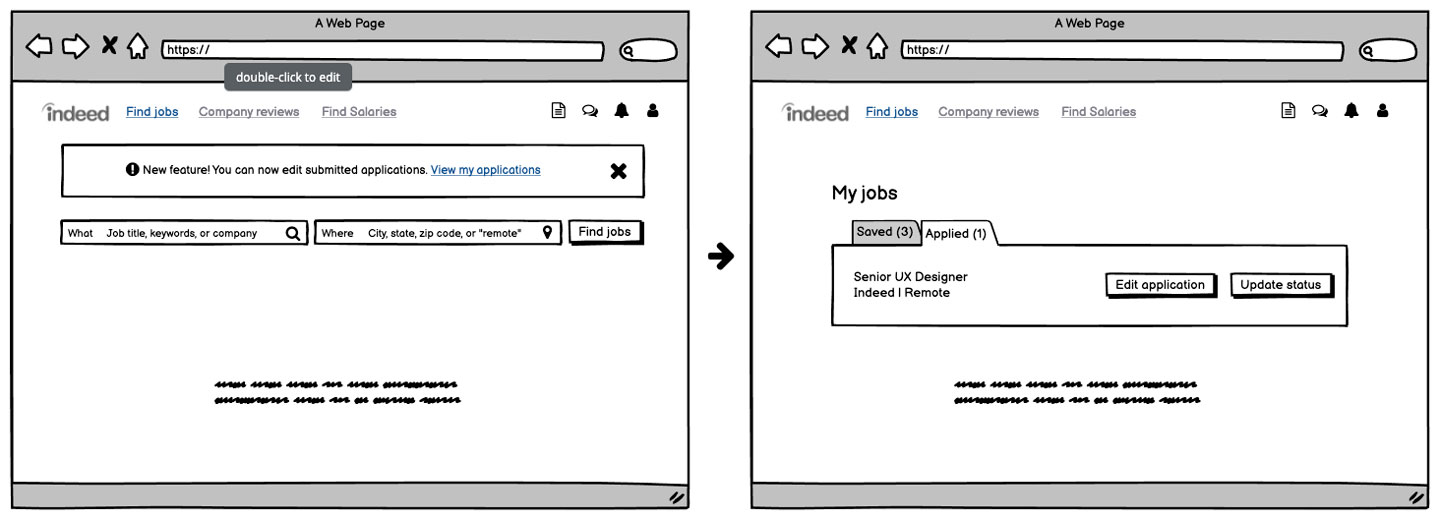 A Web Page
https://
double-click to edit
indeed Find jobs Company reviews Find Salaries
New feature! You can now edit submitted applications. View my applications
What Job title, keywords, or company
Where City, state, zip code, or "remote"
Find jobs
A Web Page
https://
indeed Find jobs Company reviews Find Salaries
My jobs
Saved (3) Applied (1)
Senior UX Designer
Indeed | Remote
Edit application Update status